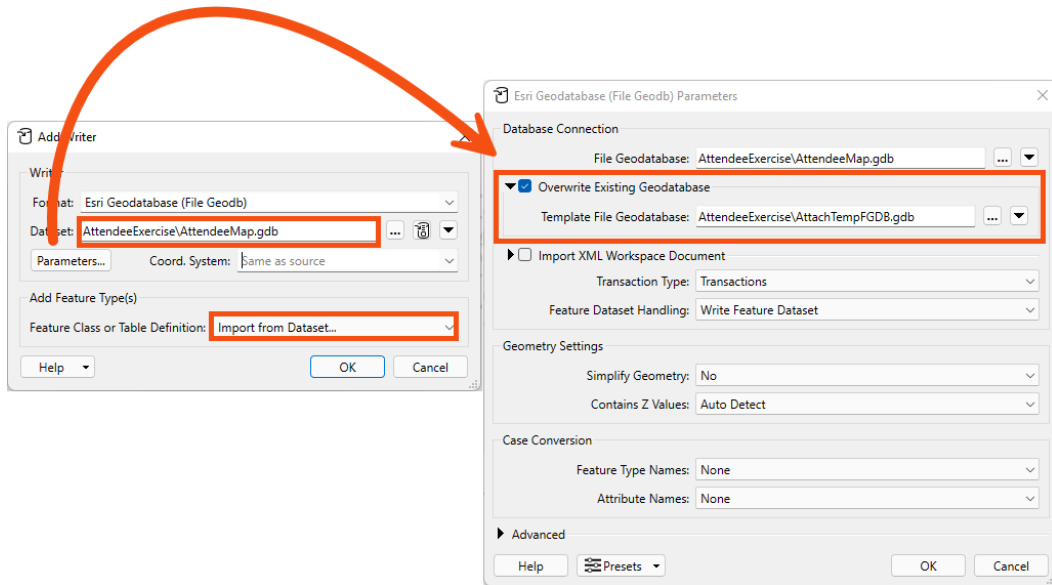 Add Writer
Writer
Format: Esri Geodatabase (File Geodb)
Dataset: AttendeeExercise\AttendeeMap.gdb ...
Parameters... Coord. System: Same as source
Add Feature Type(s)
Feature Class or Table Definition: Import from Dataset...
Help OK Cancel
Esri Geodatabase (File Geodb) Parameters
Database Connection
File Geodatabase: AttendeeExercise\AttendeeMap.gdb ...
Overwrite Existing Geodatabase
Template File Geodatabase: AttendeeExercise\AttachTempFGDB.gdb ...
Import XML Workspace Document
Transaction Type: Transactions
Feature Dataset Handling: Write Feature Dataset
Geometry Settings
Simplify Geometry: No
Contains Z Values: Auto Detect
Case Conversion
Feature Type Names: None
Attribute Names: None
Advanced
Help Presets OK Cancel